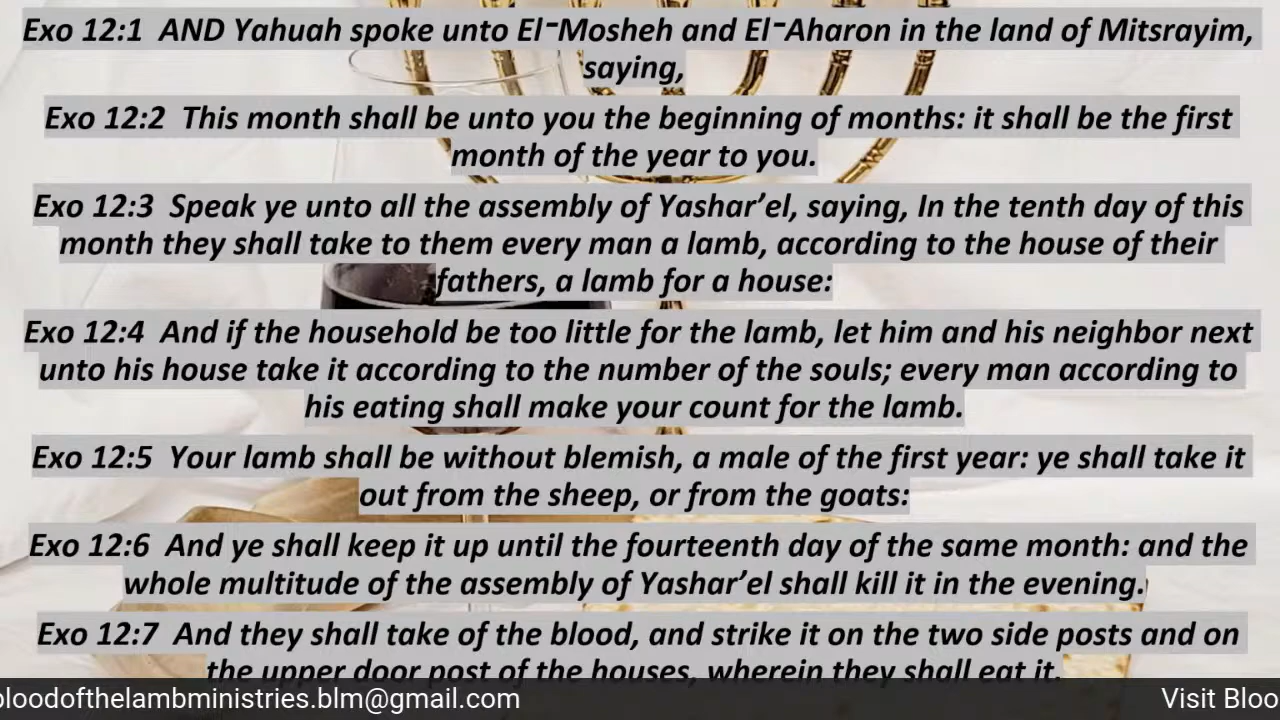 Exo 12:1 AND Yahuah spoke unto El־Mosheh and El־Aharon in the land of Mitsrayim,
saying,
Exo 12:2 This month shall be unto you the beginning of months: it shall be the first
month of the year to you.
Exo 12:3 Speak ye unto all the assembly of Yashar’el, saying, In the tenth day of this
month they shall take to them every man a lamb, according to the house of their
fathers, a lamb for a house:
Exo 12:4 And if the household be too little for the lamb, let him and his neighbor next
unto his house take it according to the number of the souls; every man according to
his eating shall make your count for the lamb.
Exo 12:5 Your lamb shall be without blemish, a male of the first year: ye shall take it
out from the sheep, or from the goats:
Exo 12:6 And ye shall keep it up until the fourteenth day of the same month: and the
whole multitude of the assembly of Yashar’el shall kill it in the evening.
Exo 12:7 And they shall take of the blood, and strike it on the two side posts and on
the upper door post of the houses, wherein they shall eat it.
bloodofthelambministries.blm@gmail.com Visit Bloo